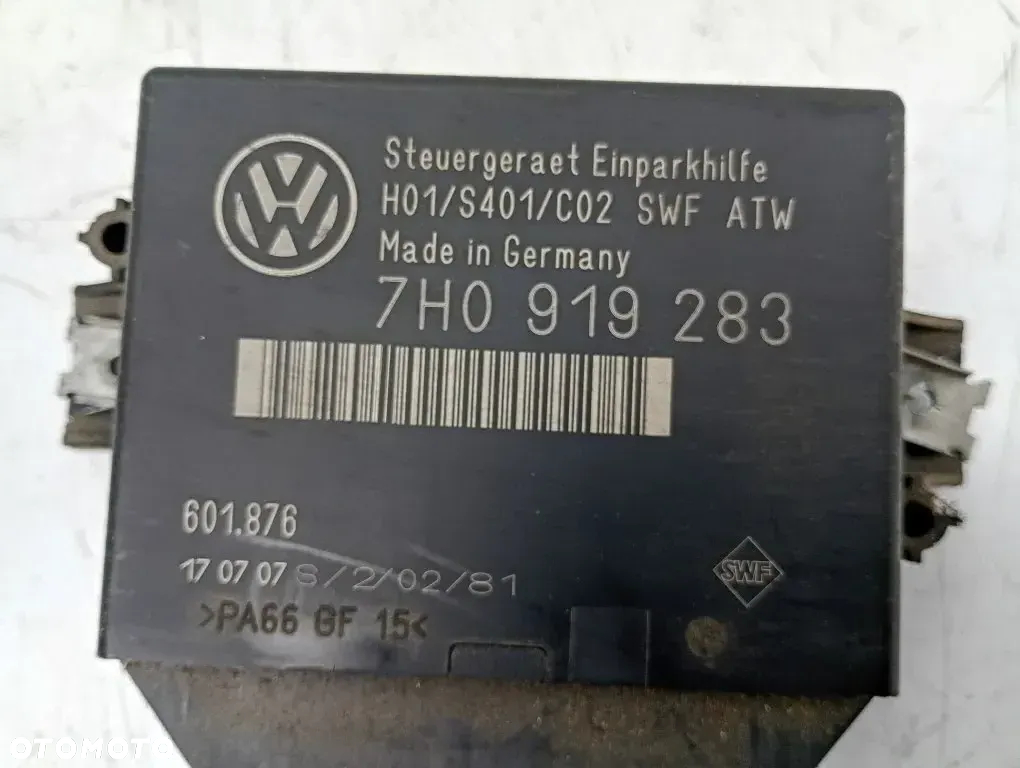 Steuergeraet Einparkhilfe
H01/S401/C02 SWF ATW
Made in Germany
7H0 919 283
601.876
17 07 07 S/2/02/81
SWF
>PA66 GF 15<
OTOMOTO